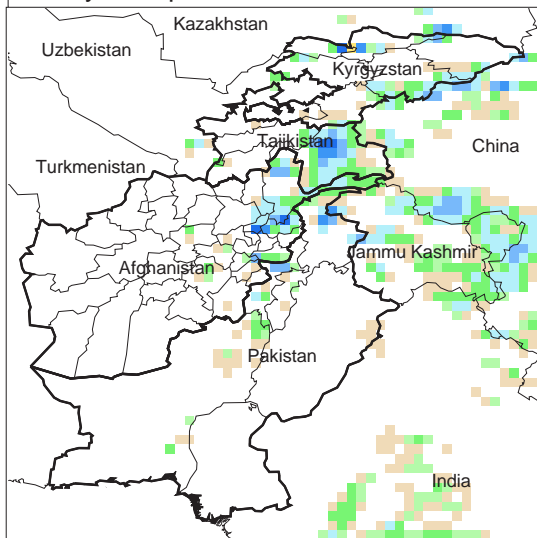 Kazakhstan
Uzbekistan
Kyrgyzstan
Tajikistan
China
Turkmenistan
Jammu Kashmir
Afghanistan
Pakistan
India